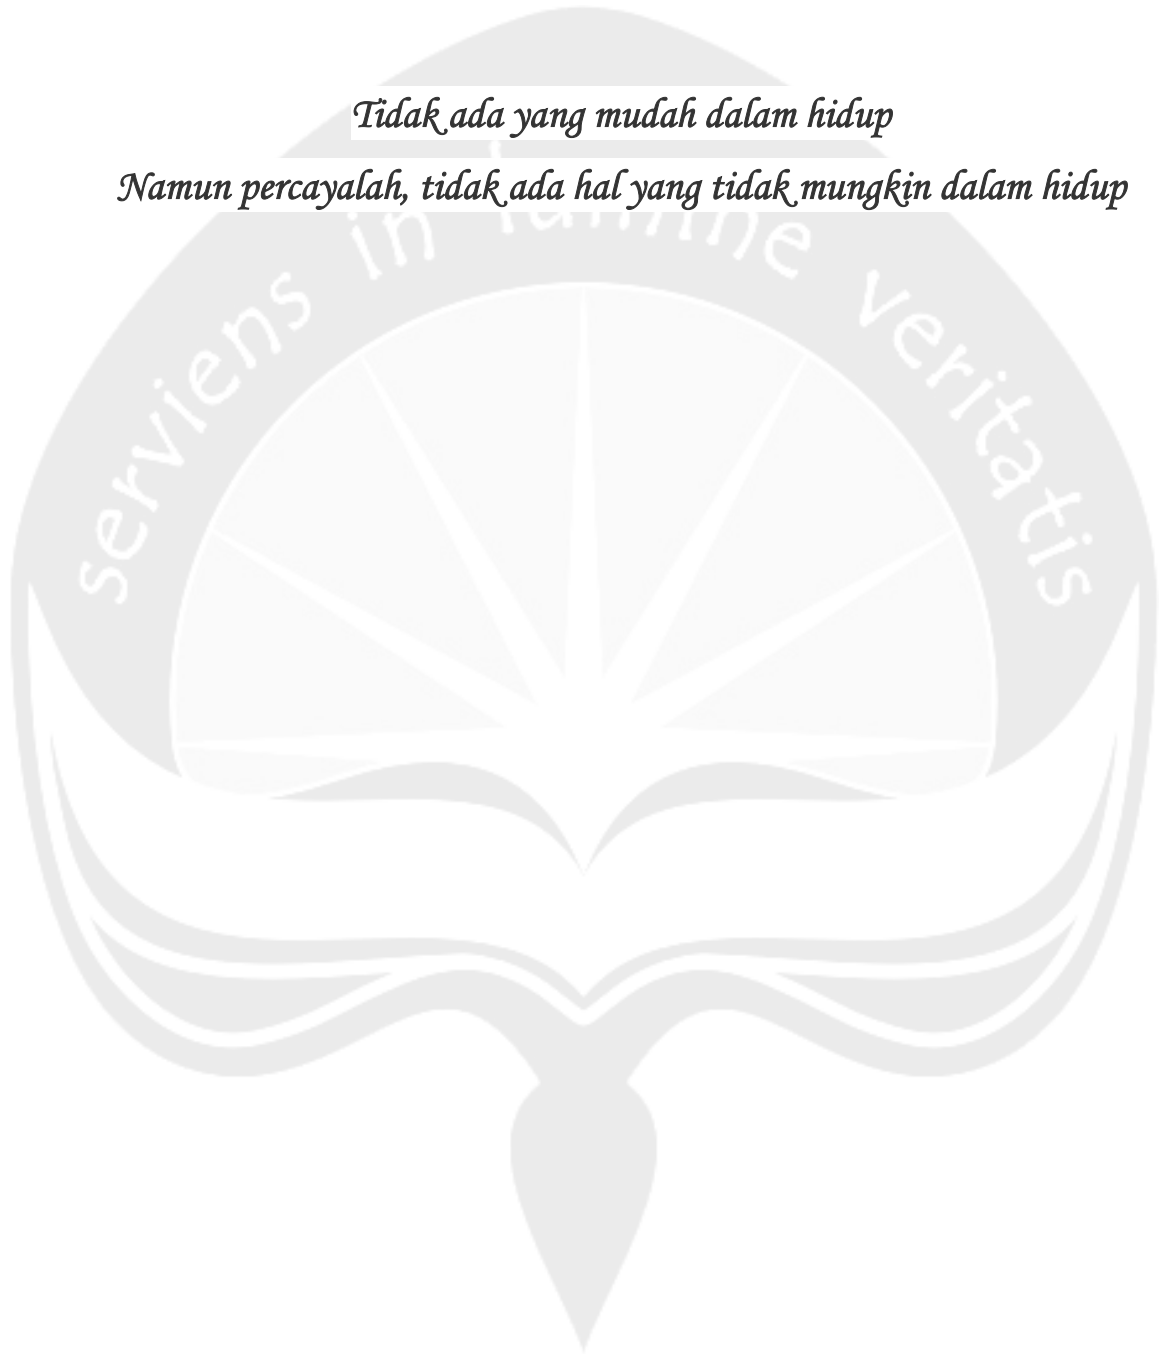 Tidak ada yang mudah dalam hidup
Namun percayalah, tidak ada hal yang tidak mungkin dalam hidup
serviens in lumine veritatis